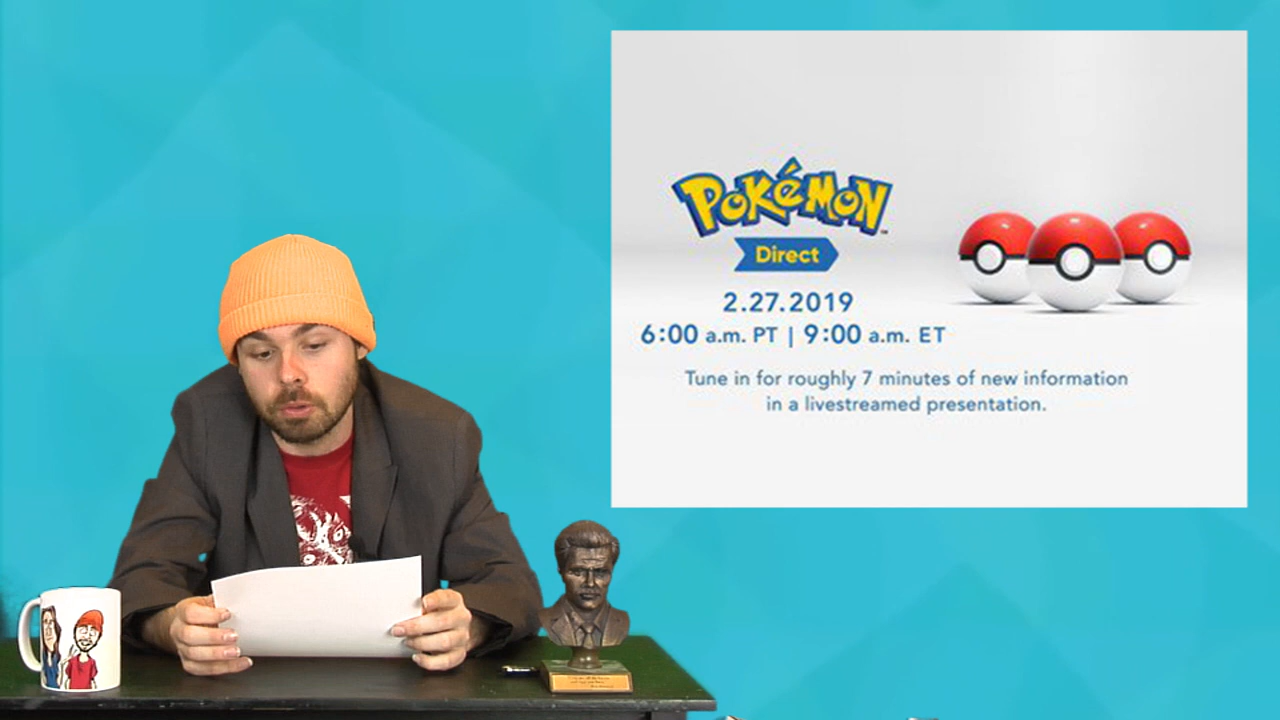 POKéMON
Direct
2.27.2019
6:00 a.m. PT | 9:00 a.m. ET
Tune in for roughly 7 minutes of new information
in a livestreamed presentation.